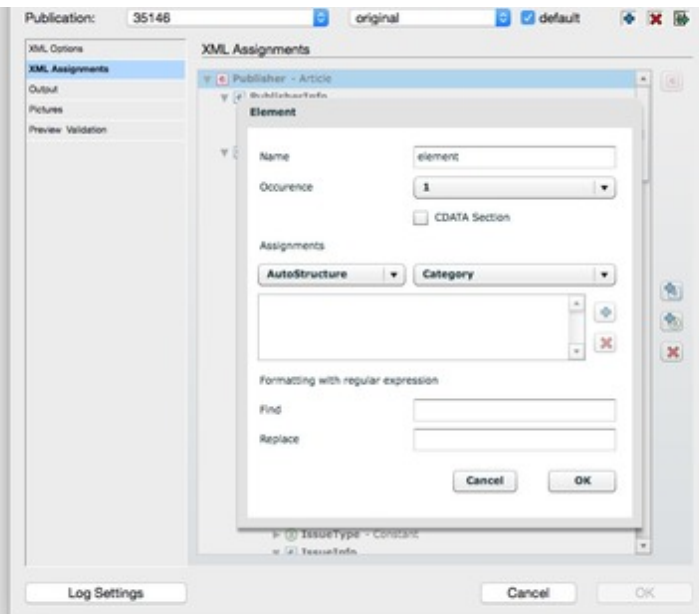 Publication: 35146 original default
XML Options
XML Assignments
Output
Pictures
Preview Validation
XML Assignments
Publisher - Article
PublisherInfo
Element
Name element
Occurence 1
CDATA Section
Assignments
AutoStructure Category
Formatting with regular expression
Find
Replace
Cancel OK
IssueType - Constant
IssueInfo
Log Settings Cancel OK